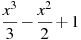 x³/3 − x²/2 + 1